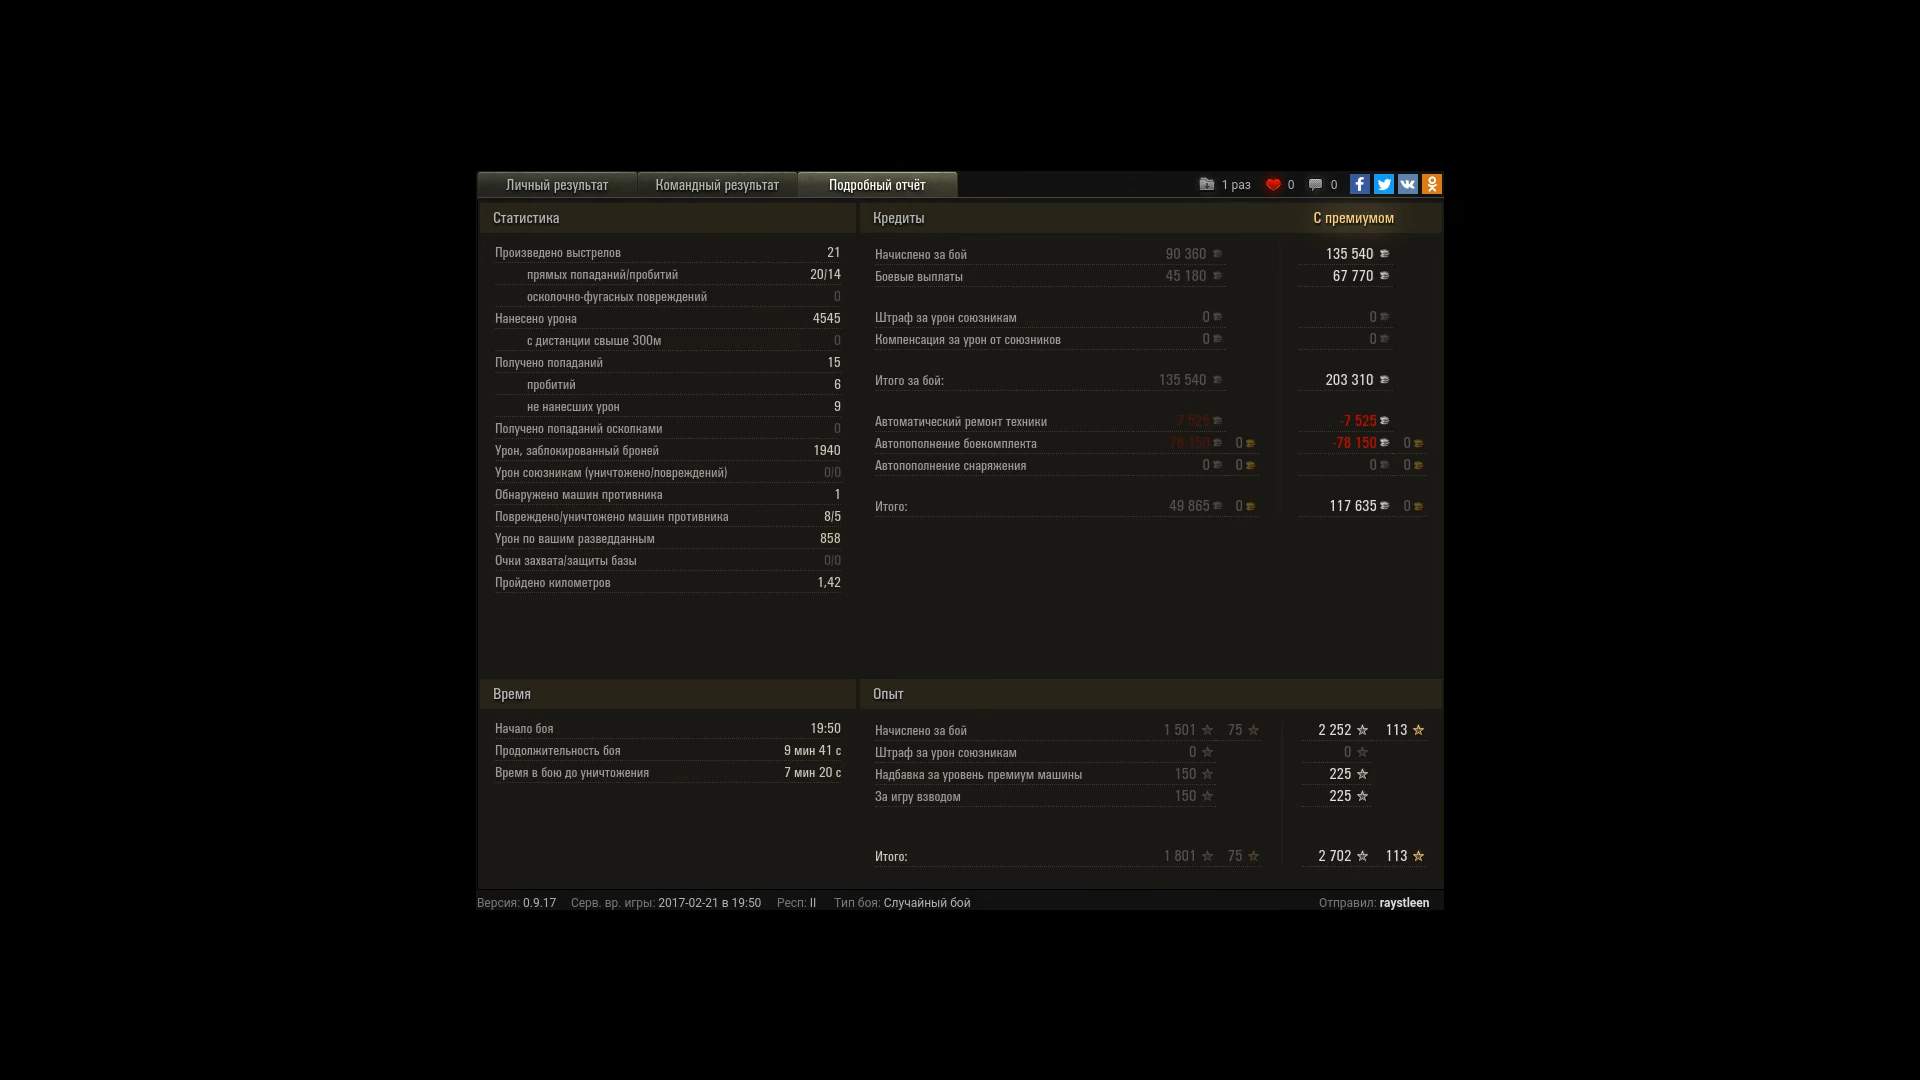 Личный результат Командный результат Подробный отчёт 1 раз 0 0
Статистика
Произведено выстрелов 21
прямых попаданий/пробитий 20/14
осколочно-фугасных повреждений 0
Нанесено урона 4545
с дистанции свыше 300м 0
Получено попаданий 15
пробитий 6
не нанесших урон 9
Получено попаданий осколками 0
Урон, заблокированный броней 1940
Урон союзникам (уничтожено/повреждений) 0/0
Обнаружено машин противника 1
Повреждено/уничтожено машин противника 8/5
Урон по вашим разведданным 858
Очки захвата/защиты базы 0/0
Пройдено километров 1,42
Кредиты С премиумом
Начислено за бой 90 360 135 540
Боевые выплаты 45 180 67 770
Штраф за урон союзникам 0 0
Компенсация за урон от союзников 0 0
Итого за бой: 135 540 203 310
Автоматический ремонт техники -7 525 -7 525
Автопополнение боекомплекта -78 150 0 -78 150 0
Автопополнение снаряжения 0 0 0 0
Итого: 49 865 0 117 635 0
Время
Начало боя 19:50
Продолжительность боя 9 мин 41 с
Время в бою до уничтожения 7 мин 20 с
Опыт
Начислено за бой 1 501 75 2 252 113
Штраф за урон союзникам 0 0
Надбавка за уровень премиум машины 150 225
За игру взводом 150 225
Итого: 1 801 75 2 702 113
Версия: 0.9.17 Серв. вр. игры: 2017-02-21 в 19:50 Респ: II Тип боя: Случайный бой Отправил: raystleen